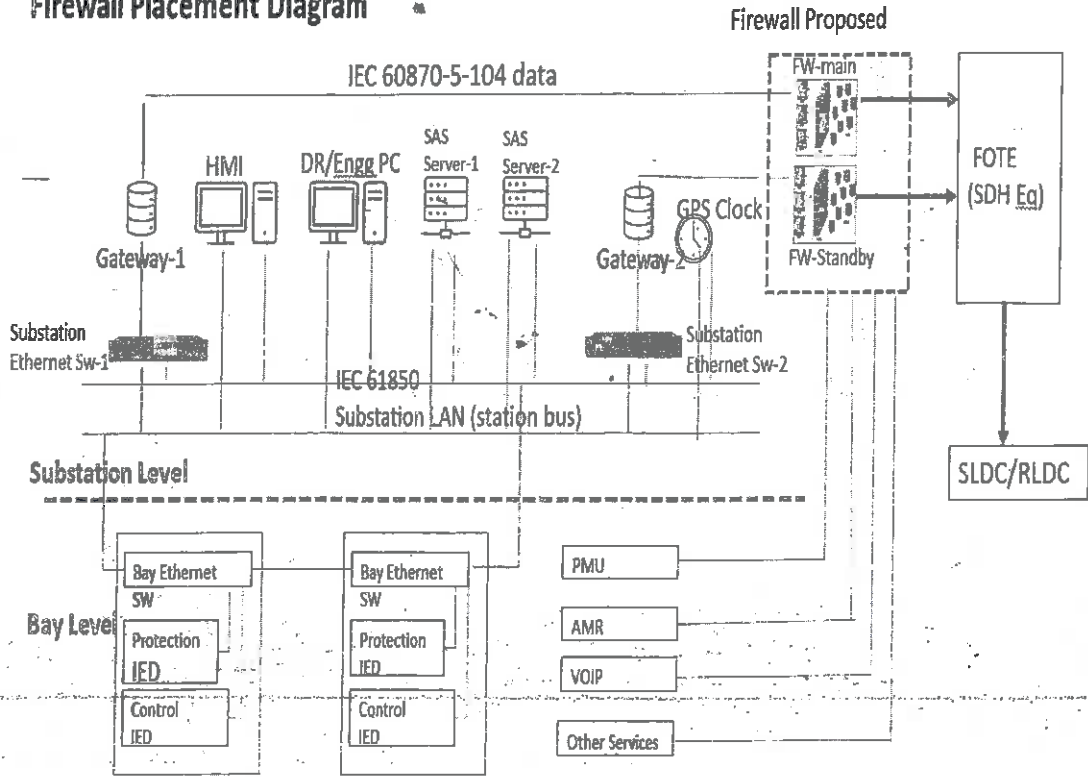 Firewall Placement Diagram
Firewall Proposed
IEC 60870-5-104 data
FW-main
SAS
Server-1
SAS
Server-2
HMI
DR/Engg PC
FOTE
(SDH Eq)
GPS Clock
Gateway-1
Gateway-2
FW-Standby
Substation
Ethernet Sw-1
Substation
Ethernet Sw-2
IEC 61850
Substation LAN (station bus)
Substation Level
SLDC/RLDC
Bay Ethernet
SW
Bay Ethernet
SW
PMU
Bay Level
Protection
IED
Protection
IED
AMR
VOIP
Control
IED
Control
IED
Other Services